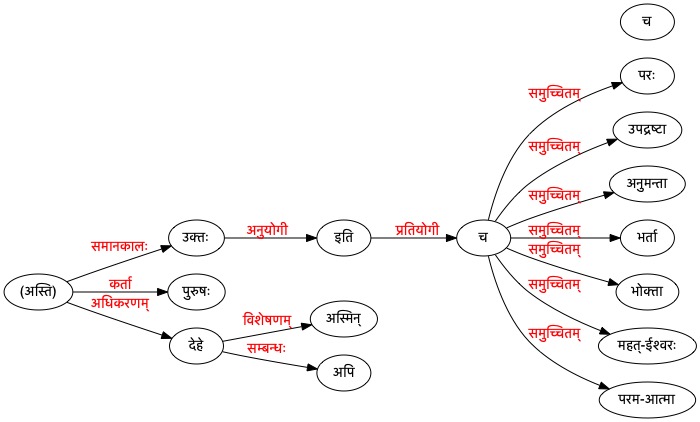 च
परः
समुच्चितम्
उपद्रष्टा
समुच्चितम्
अनुमन्ता
समुच्चितम्
उक्तः
अनुयोगी
इति
प्रतियोगी
च
समुच्चितम्
भर्ता
समानकालः
समुच्चितम्
(अस्ति)
कर्ता
पुरुषः
समुच्चितम्
भोक्ता
अधिकरणम्
विशेषणम्
अस्मिन्
समुच्चितम्
महत्-ईश्वरः
देहे
सम्बन्धः
अपि
परम-आत्मा